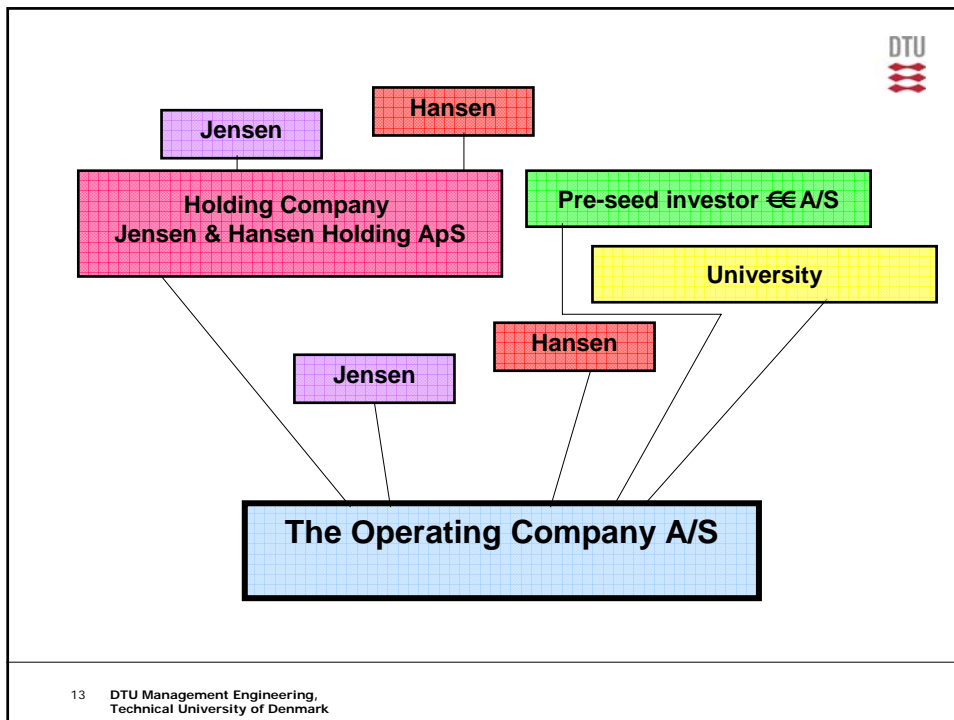 DTU
Hansen
Jensen
Holding Company
Jensen & Hansen Holding ApS
Pre-seed investor €€ A/S
University
Hansen
Jensen
The Operating Company A/S
13 DTU Management Engineering,
Technical University of Denmark